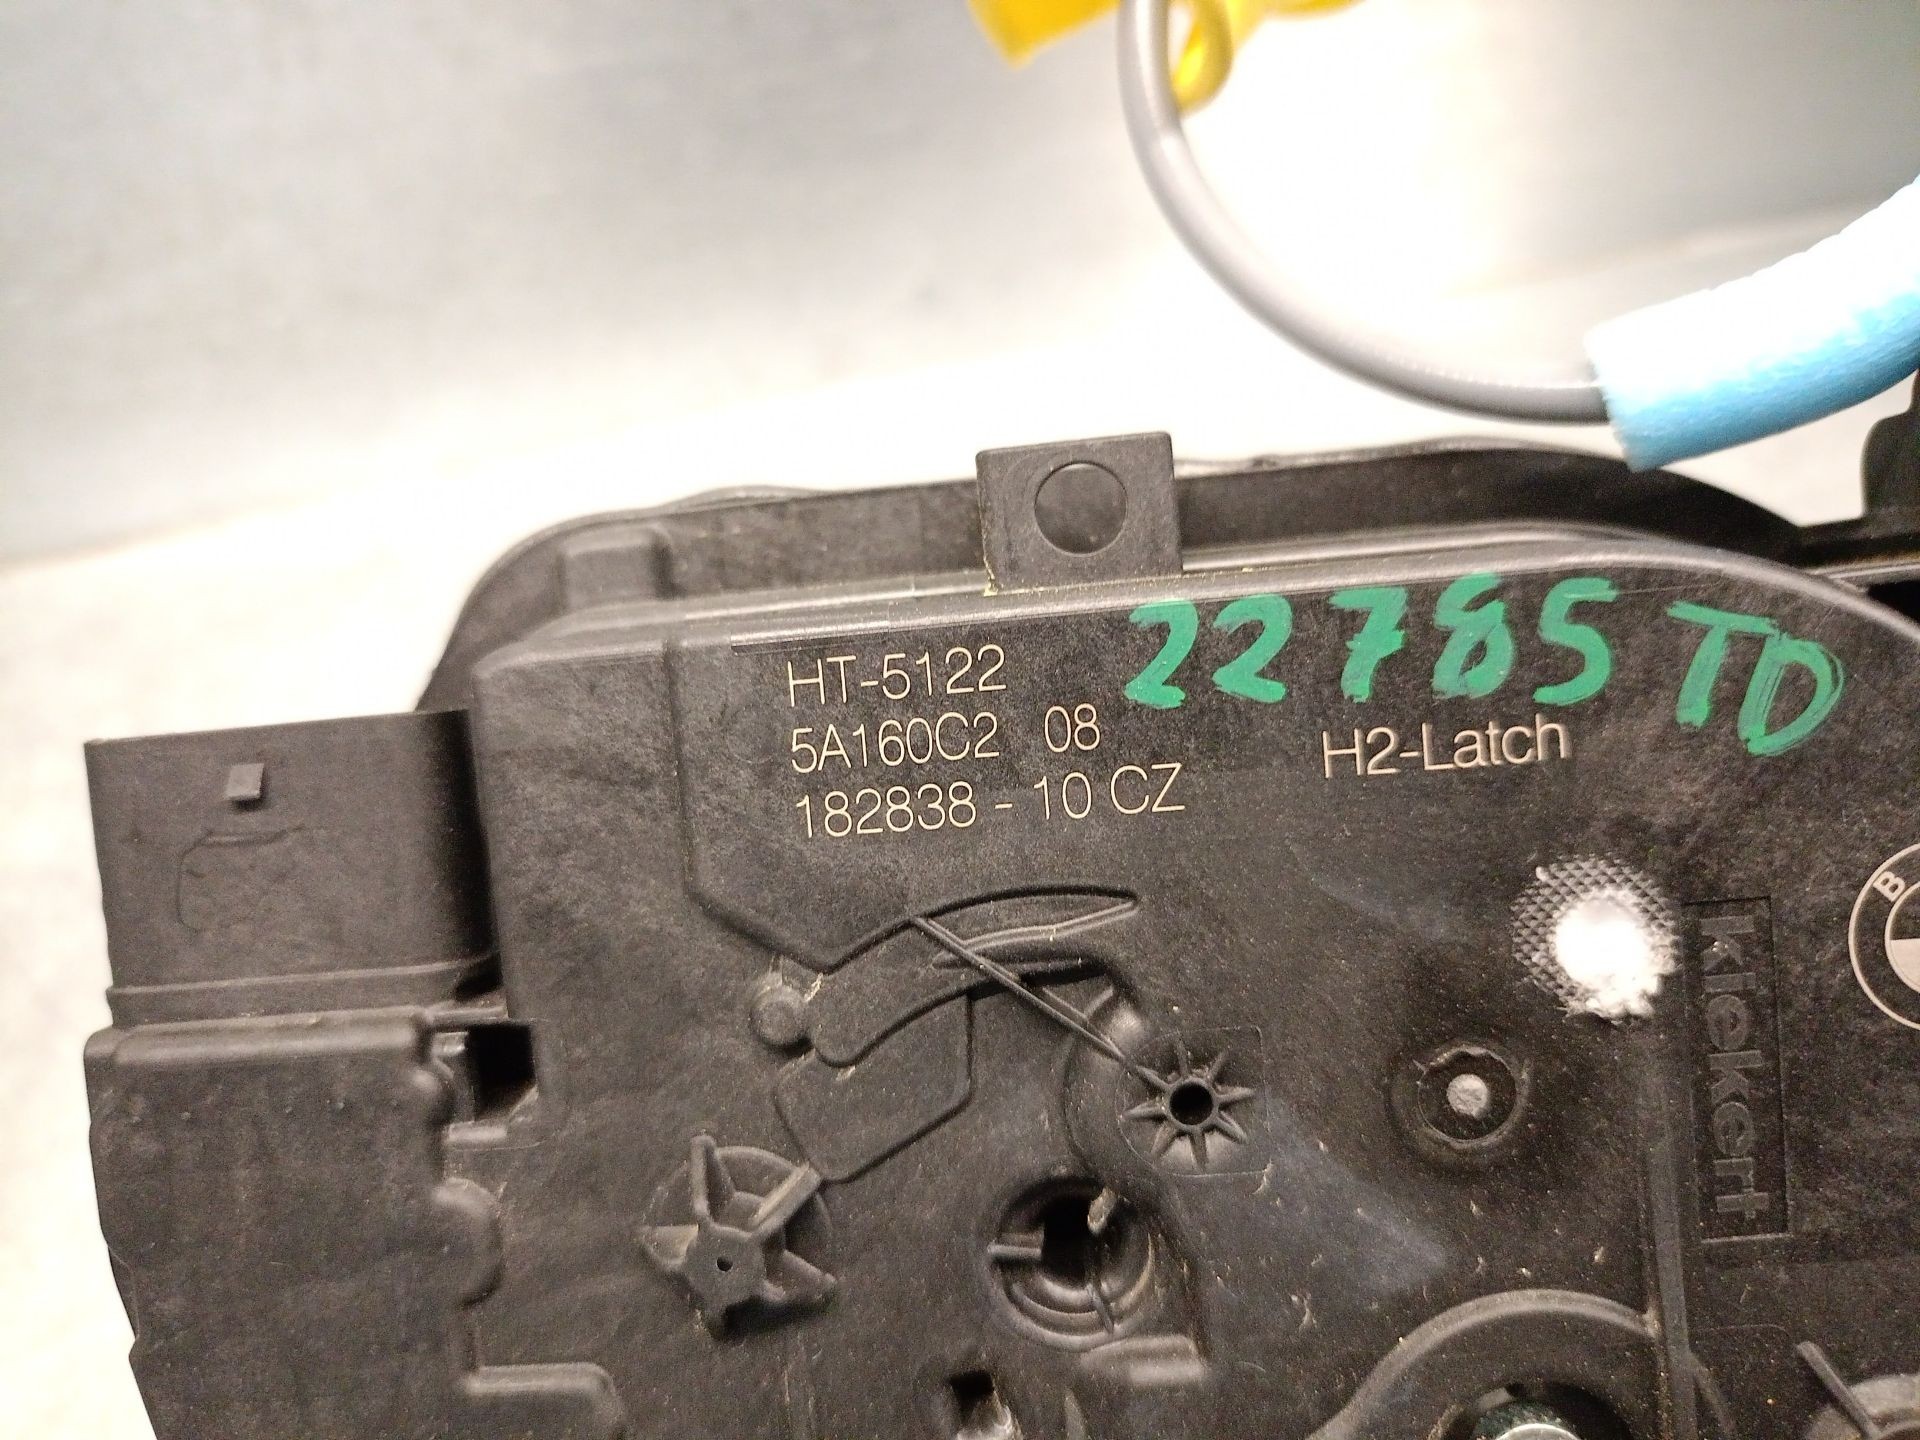 22785 TD
HT-5122
5A160C2 08
H2-Latch
182838 - 10 CZ
Kiekert
B